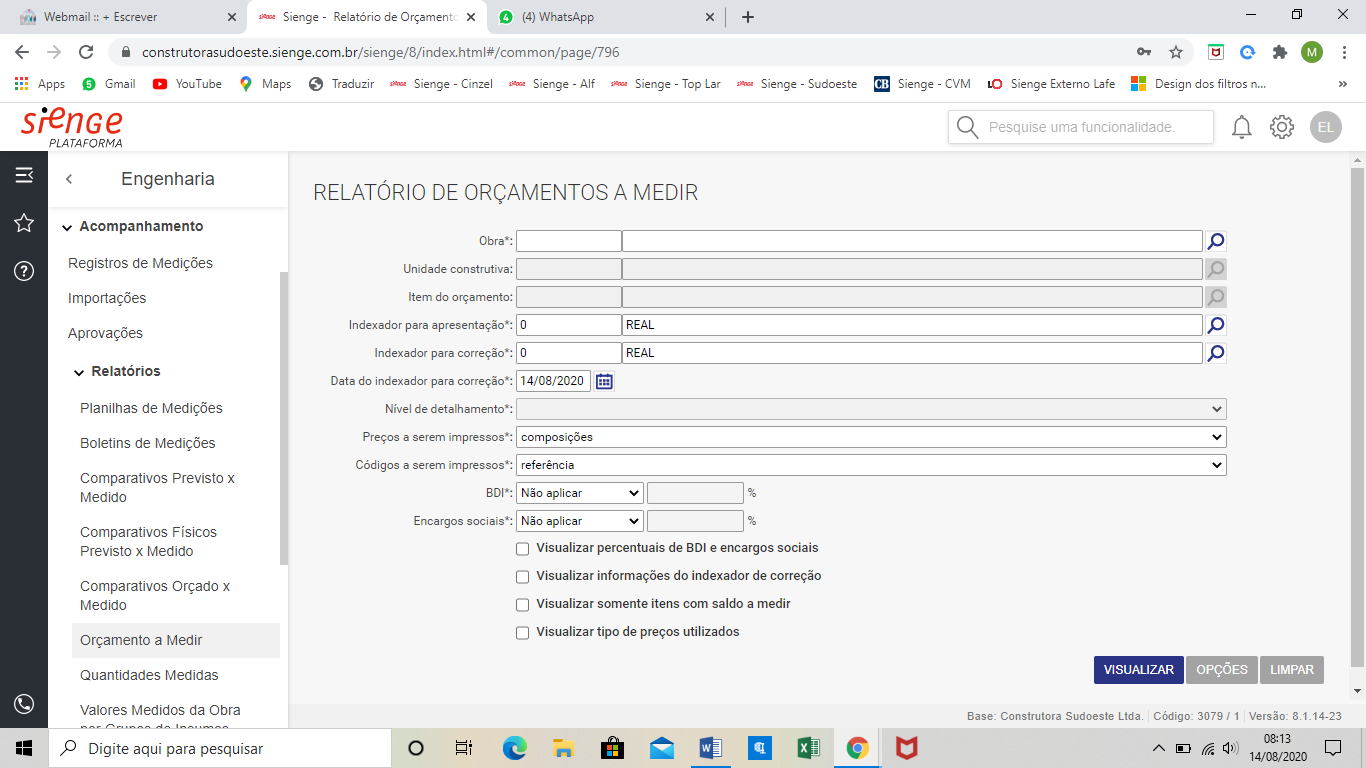 Webmail :: + Escrever
Sienge - Relatório de Orçamento
(4) WhatsApp
construtorasudoeste.sienge.com.br/sienge/8/index.html#/common/page/796
M
Apps
Gmail
YouTube
Maps
Traduzir
Sienge - Cinzel
Sienge - Alf
Sienge - Top Lar
Sienge - Sudoeste
Sienge - CVM
Sienge Externo Lafe
Design dos filtros n...
sienge
PLATAFORMA
Pesquise uma funcionalidade.
EL
Engenharia
Acompanhamento
Registros de Medições
Importações
Aprovações
Relatórios
Planilhas de Medições
Boletins de Medições
Comparativos Previsto x
Medido
Comparativos Físicos
Previsto x Medido
Comparativos Orçado x
Medido
Orçamento a Medir
Quantidades Medidas
Valores Medidos da Obra
por Grupos de Insumos
RELATÓRIO DE ORÇAMENTOS A MEDIR
Obra*:
Unidade construtiva:
Item do orçamento:
Indexador para apresentação*: 0 REAL
Indexador para correção*: 0 REAL
Data do indexador para correção*: 14/08/2020
Nível de detalhamento*:
Preços a serem impressos*: composições
Códigos a serem impressos*: referência
BDI*: Não aplicar %
Encargos sociais*: Não aplicar %
Visualizar percentuais de BDI e encargos sociais
Visualizar informações do indexador de correção
Visualizar somente itens com saldo a medir
Visualizar tipo de preços utilizados
VISUALIZAR OPÇÕES LIMPAR
Base: Construtora Sudoeste Ltda. Código: 3079 / 1 Versão: 8.1.14-23
Digite aqui para pesquisar
08:13
14/08/2020